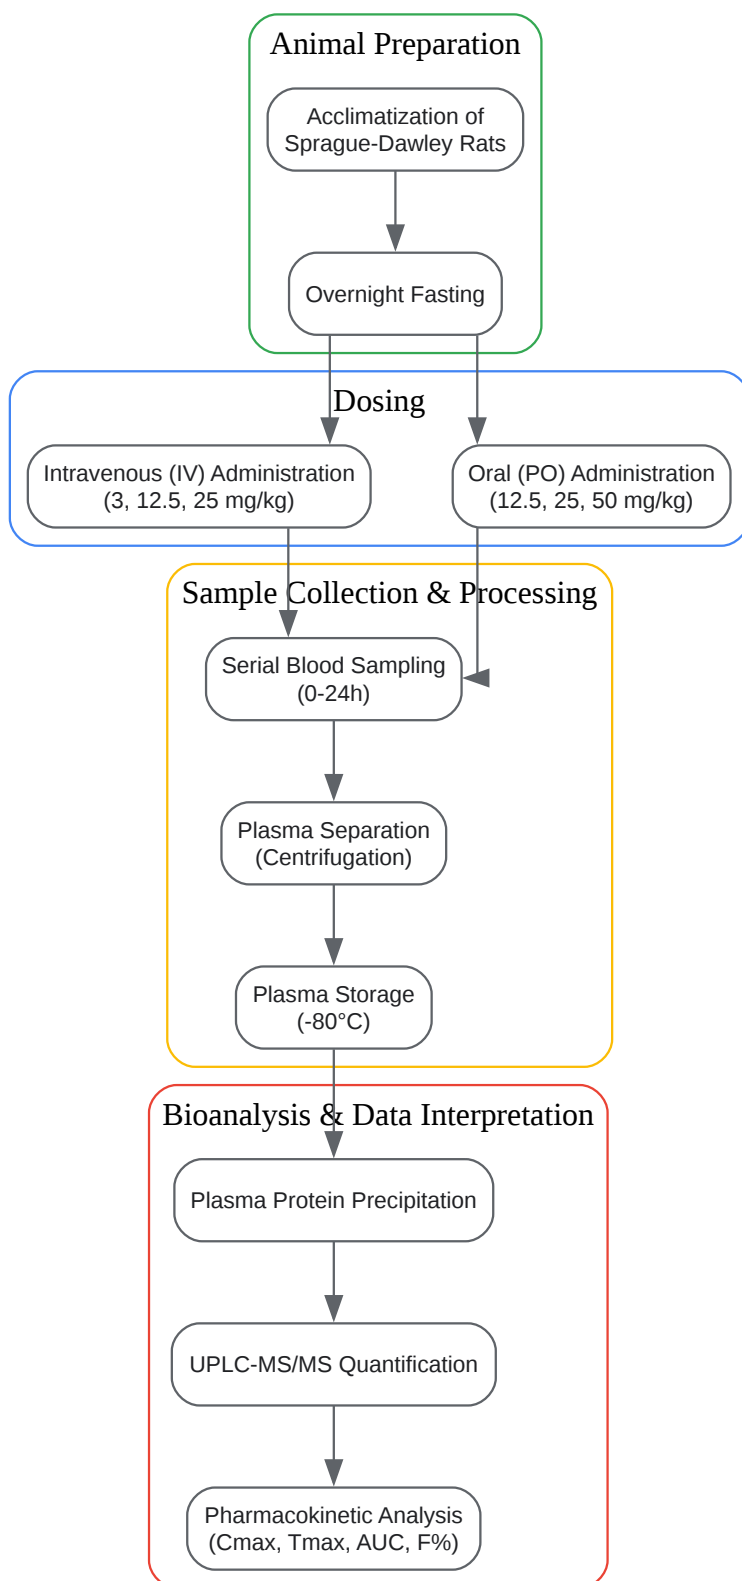 Animal Preparation
Acclimatization of
Sprague-Dawley Rats
Overnight Fasting
Dosing
Intravenous (IV) Administration
(3, 12.5, 25 mg/kg)
Oral (PO) Administration
(12.5, 25, 50 mg/kg)
Sample Collection & Processing
Serial Blood Sampling
(0-24h)
Plasma Separation
(Centrifugation)
Plasma Storage
(-80°C)
Bioanalysis & Data Interpretation
Plasma Protein Precipitation
UPLC-MS/MS Quantification
Pharmacokinetic Analysis
(Cmax, Tmax, AUC, F%)